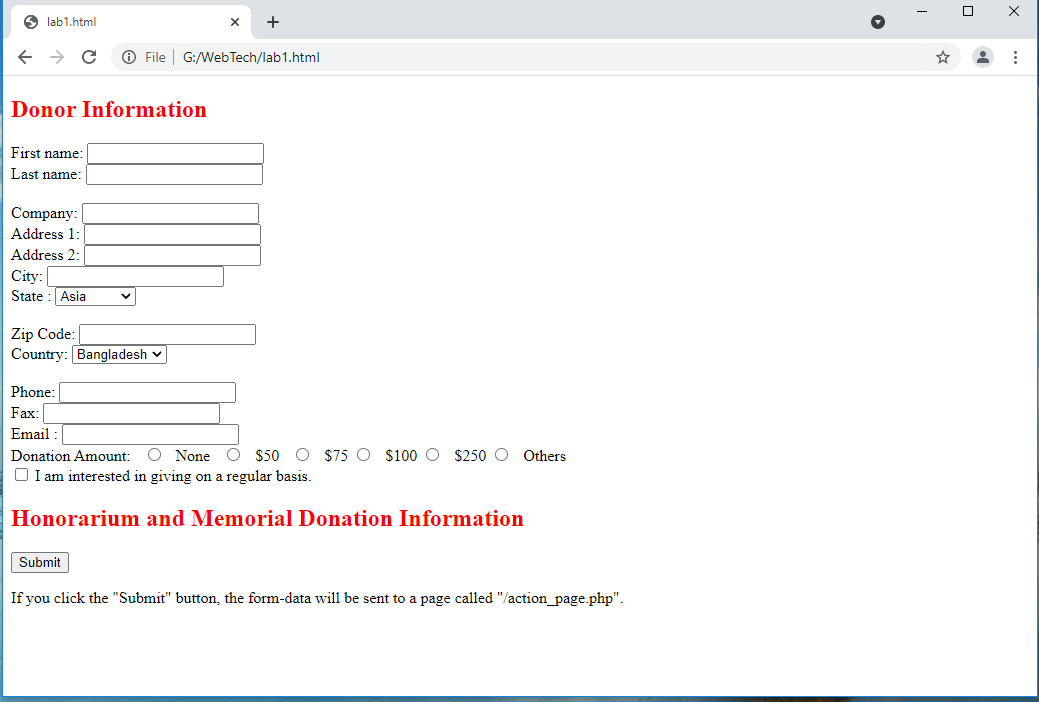 lab1.html
File G:/WebTech/lab1.html
Donor Information
First name:
Last name:
Company:
Address 1:
Address 2:
City:
State : Asia
Zip Code:
Country: Bangladesh
Phone:
Fax:
Email :
Donation Amount: None $50 $75 $100 $250 Others
I am interested in giving on a regular basis.
Honorarium and Memorial Donation Information
Submit
If you click the "Submit" button, the form-data will be sent to a page called "/action_page.php".